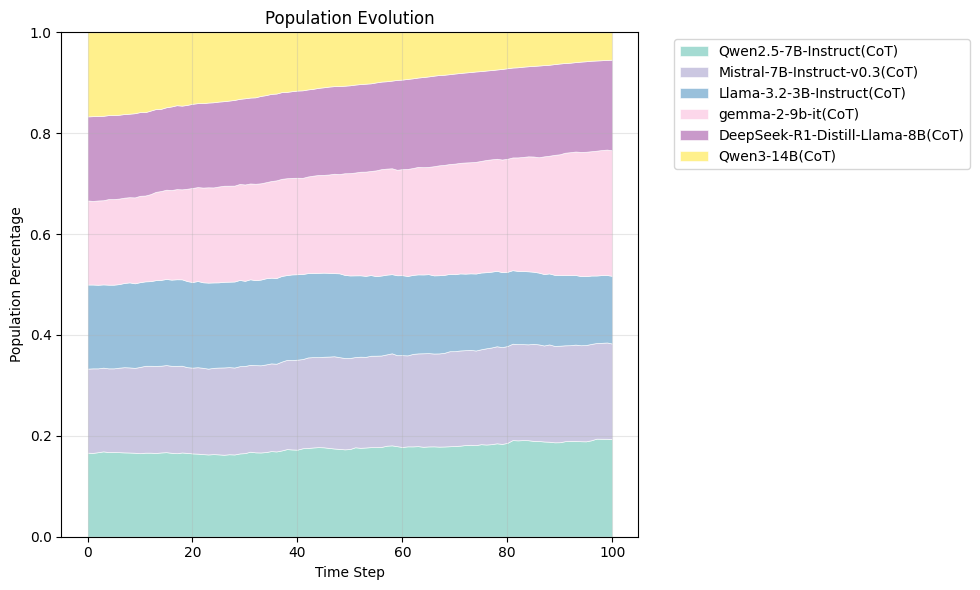 Population Evolution
Qwen2.5-7B-Instruct(CoT)
Mistral-7B-Instruct-v0.3(CoT)
Llama-3.2-3B-Instruct(CoT)
gemma-2-9b-it(CoT)
DeepSeek-R1-Distill-Llama-8B(CoT)
Qwen3-14B(CoT)
Population Percentage
1.0
0.8
0.6
0.4
0.2
0.0
0 20 40 60 80 100
Time Step